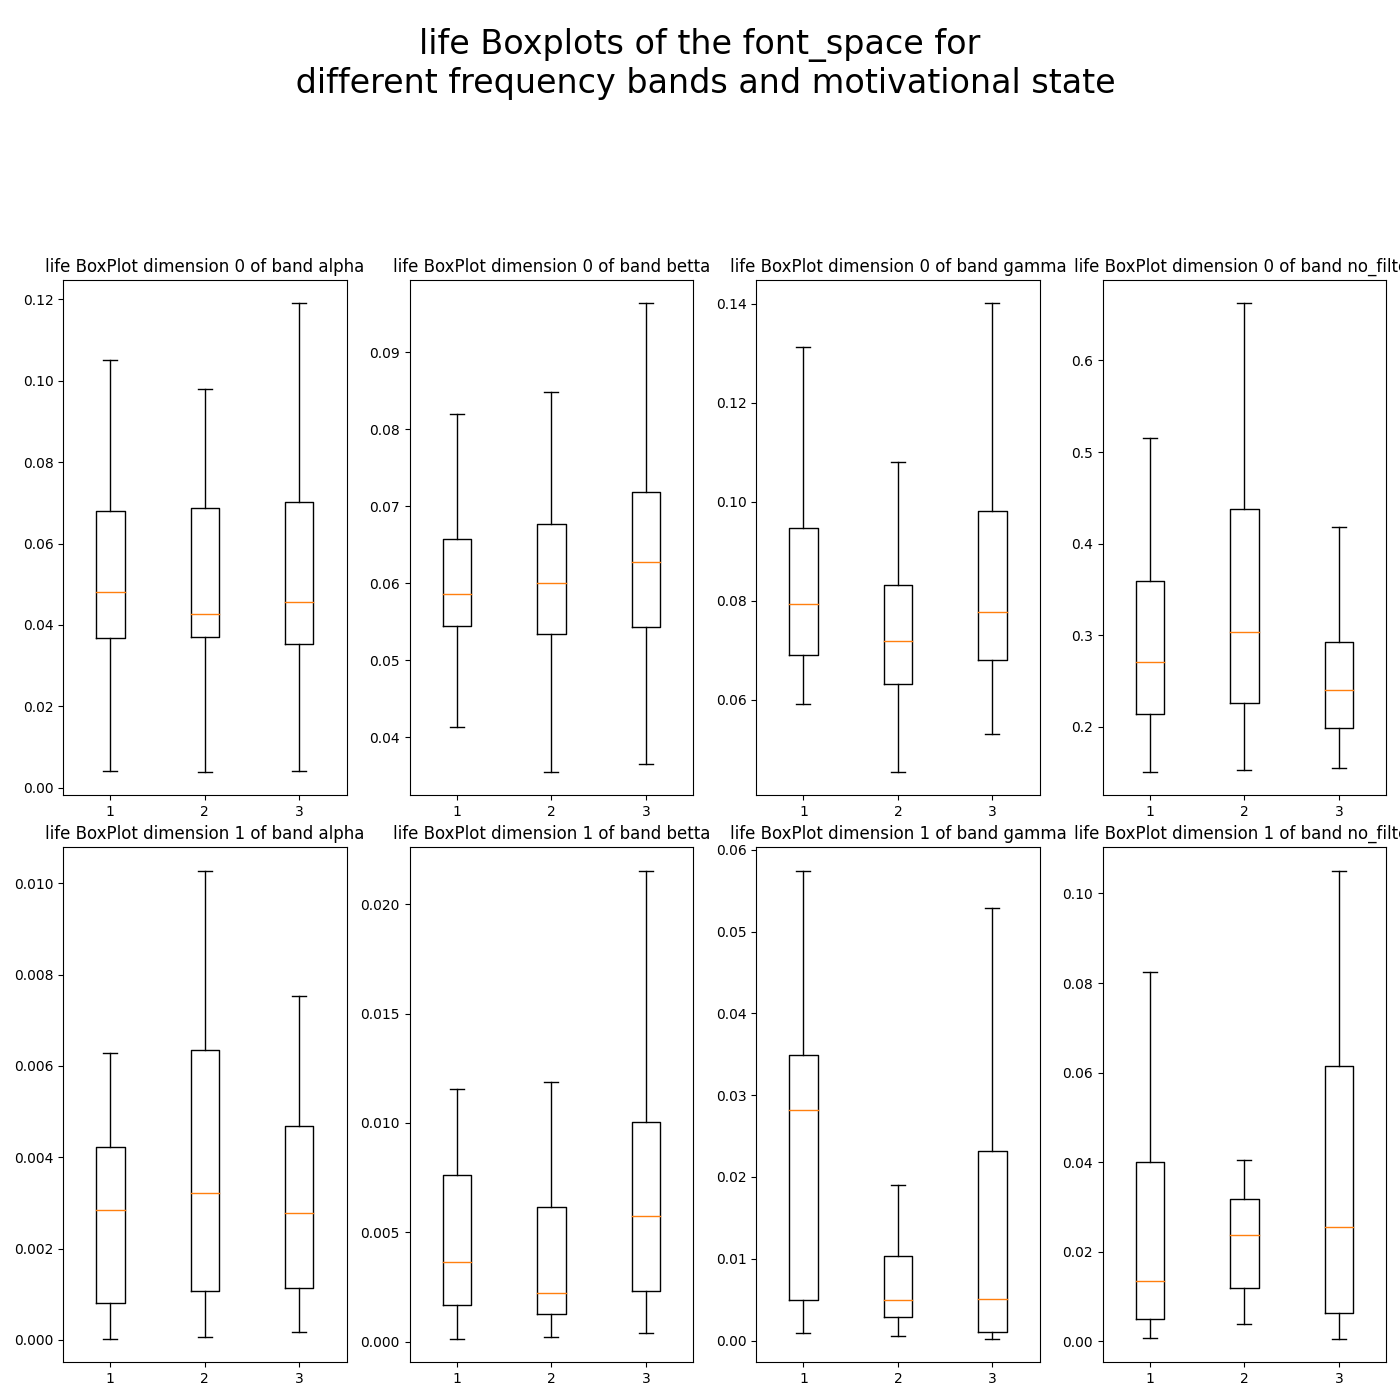 life Boxplots of the font_space for
different frequency bands and motivational state
life BoxPlot dimension 0 of band alpha
0.12
0.10
0.08
0.06
0.04
0.02
0.00
1 2 3
life BoxPlot dimension 0 of band betta
0.09
0.08
0.07
0.06
0.05
0.04
1 2 3
life BoxPlot dimension 0 of band gamma
0.14
0.12
0.10
0.08
0.06
1 2 3
life BoxPlot dimension 0 of band no_filt
0.6
0.5
0.4
0.3
0.2
1 2 3
life BoxPlot dimension 1 of band alpha
0.010
0.008
0.006
0.004
0.002
0.000
1 2 3
life BoxPlot dimension 1 of band betta
0.020
0.015
0.010
0.005
0.000
1 2 3
life BoxPlot dimension 1 of band gamma
0.06
0.05
0.04
0.03
0.02
0.01
0.00
1 2 3
life BoxPlot dimension 1 of band no_filt
0.10
0.08
0.06
0.04
0.02
0.00
1 2 3